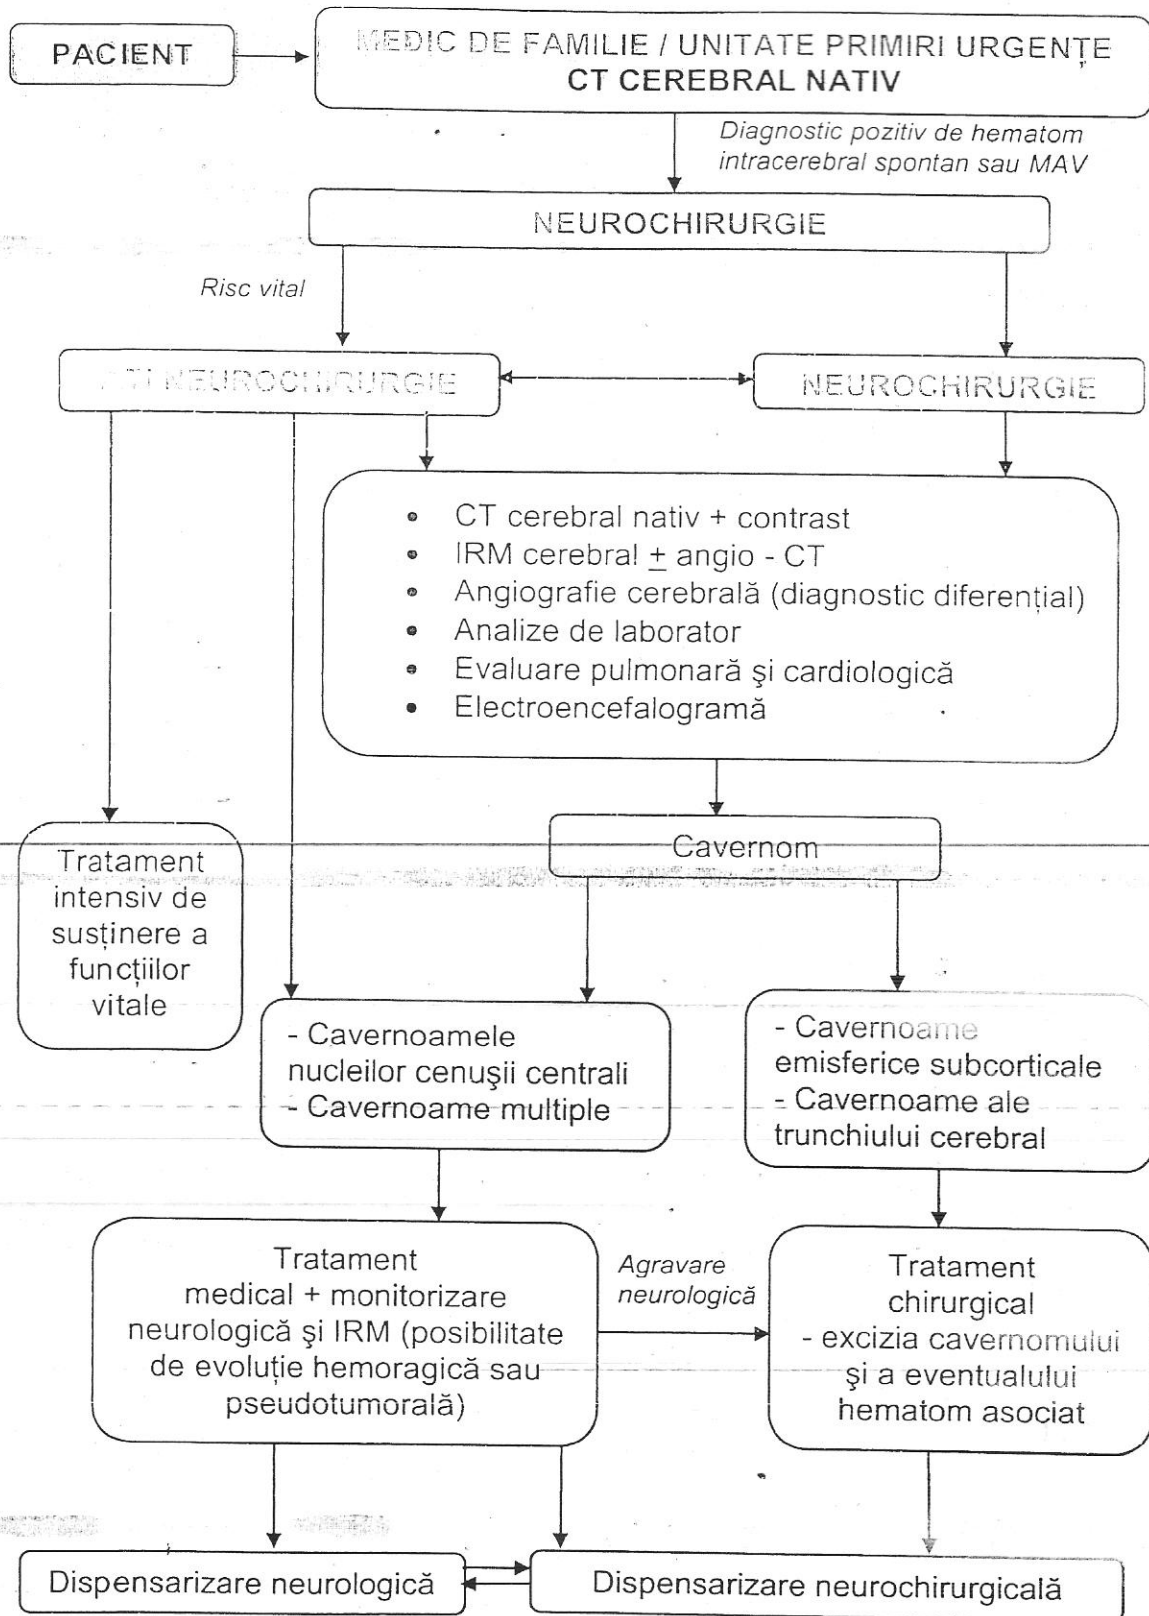 PACIENT
MEDIC DE FAMILIE / UNITATE PRIMIRI URGENȚE
CT CEREBRAL NATIV
Diagnostic pozitiv de hematom
intracerebral spontan sau MAV
NEUROCHIRURGIE
Risc vital
NEUROCHIRURGIE
NEUROCHIRURGIE
• CT cerebral nativ + contrast
• IRM cerebral ± angio - CT
• Angiografie cerebrală (diagnostic diferențial)
• Analize de laborator
• Evaluare pulmonară şi cardiologică
• Electroencefalogramă
Cavernom
Tratament
intensiv de
susținere a
funcțiilor
vitale
- Cavernoamele
nucleilor cenuşii centrali
- Cavernoame multiple
- Cavernoame
emisferice subcorticale
- Cavernoame ale
trunchiului cerebral
Tratament
medical + monitorizare
neurologică şi IRM (posibilitate
de evoluție hemoragică sau
pseudotumorală)
Agravare
neurologică
Tratament
chirurgical
- excizia cavernomului
şi a eventualului
hematom asociat
Dispensarizare neurologică
Dispensarizare neurochirurgicală